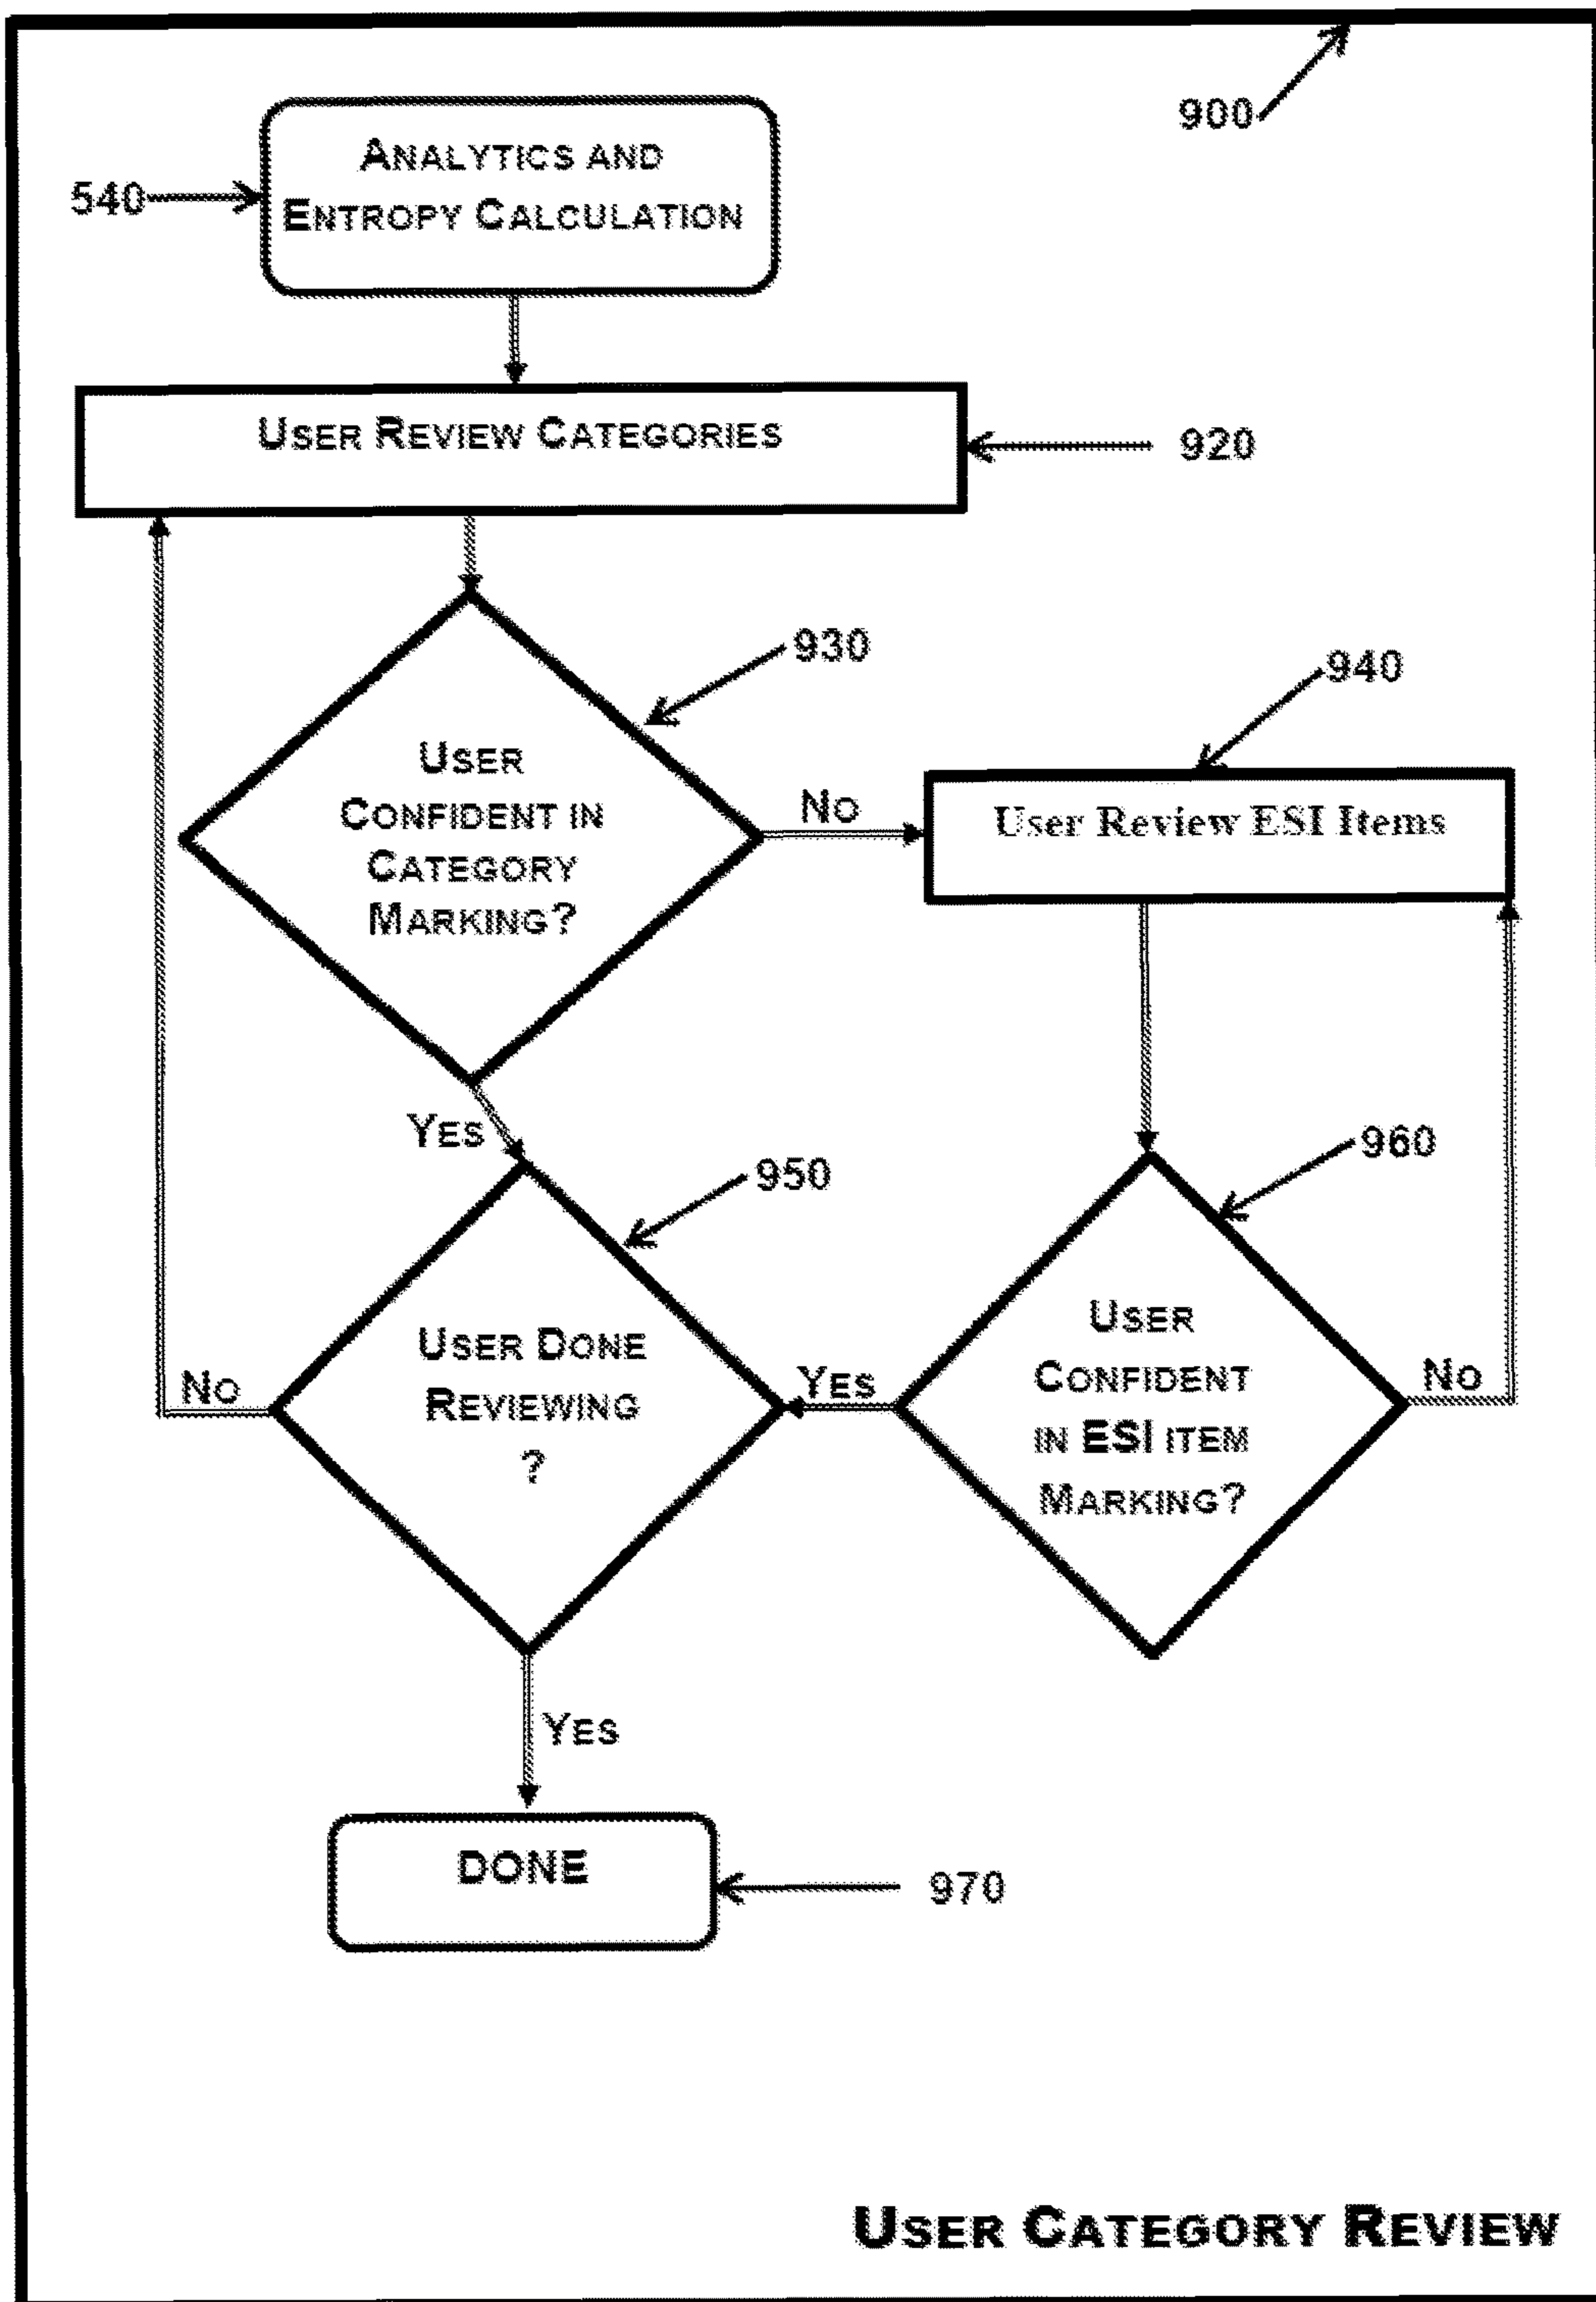 900
ANALYTICS AND
540
ENTROPY CALCULATION
USER REVIEW CATEGORIES
920
930
940
USER
CONFIDENT IN
CATEGORY
MARKING?
NO
User Review ESI Items
YES
950
960
USER DONE
REVIEWING
?
NO
YES
USER
CONFIDENT
IN ESI ITEM
MARKING?
NO
YES
DONE
970
USER CATEGORY REVIEW